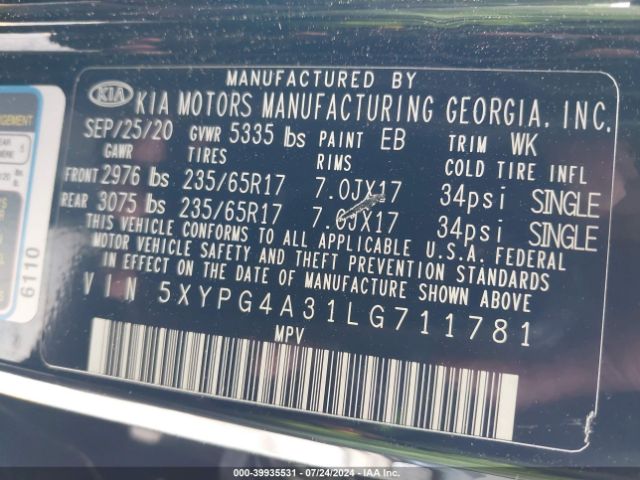 MANUFACTURED BY
KIA KIA MOTORS MANUFACTURING GEORGIA, INC.
SEP/25/20 GVWR 5335 lbs PAINT EB TRIM WK
GAWR TIRES RIMS COLD TIRE INFL
FRONT 2976 lbs 235/65R17 7.0JX17 34psi SINGLE
REAR 3075 lbs 235/65R17 7.0JX17 34psi SINGLE
THIS VEHICLE CONFORMS TO ALL APPLICABLE U.S.A. FEDERAL
MOTOR VEHICLE SAFETY AND THEFT PREVENTION STANDARDS
IN EFFECT ON THE DATE OF MANUFACTURE SHOWN ABOVE
VIN 5XYPG4A31LG711781
MPV
6110
000-39935531 - 07/24/2024 - IAA Inc.